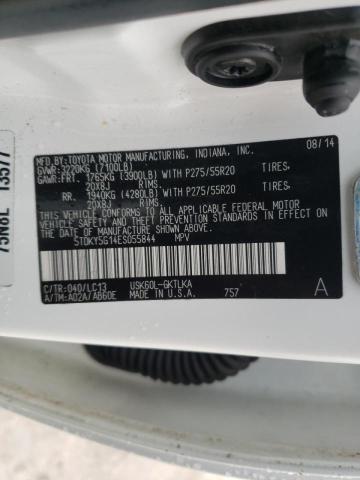 MFD. BY:TOYOTA MOTOR MANUFACTURING, INDIANA, INC. 08/14
GVWR:3220KG (7100LB)
GAWR:FRT. 1765KG (3900LB)WITH P275/55R20 TIRES,
20X8J RIMS,
RR. 1940KG (4280LB)WITH P275/55R20 TIRES,
20X8J RIMS,
THIS VEHICLE CONFORMS TO ALL APPLICABLE
FEDERAL MOTOR VEHICLE SAFETY AND THEFT
PREVENTION STANDARDS IN EFFECT ON THE DATE
OF MANUFACTURE SHOWN ABOVE.
5TDKY5G14ES055844 MPV
C/TR:040/LC13 USK60L-GKTLKA
A/TM:A02A/AB60E MADE IN U.S.A. 757 A
75N8L 13577